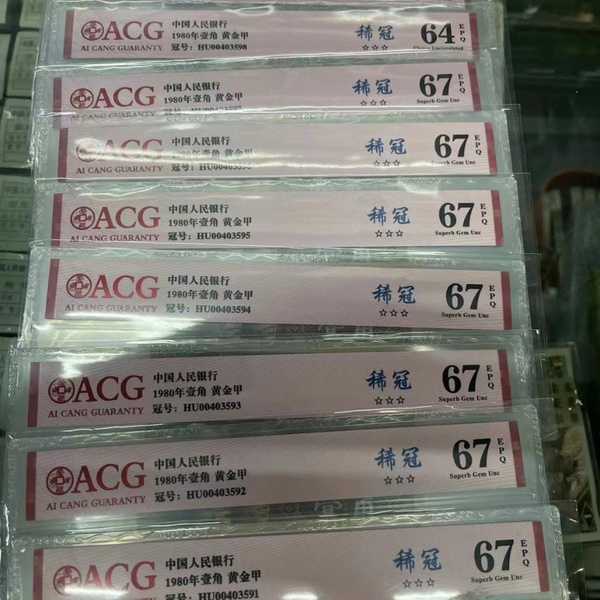 ACG
AI CANG GUARANTY
中国人民银行
1980年壹角 黄金甲
冠号：HU00403598
稀冠
☆☆☆
64 EPQ
Choice Uncirculated
ACG
AI CANG GUARANTY
中国人民银行
1980年壹角 黄金甲
稀冠
☆☆☆
67 EPQ
Superb Gem Unc
ACG
AI CANG GUARANTY
中国人民银行
1980年壹角 黄金甲
稀冠
☆☆☆
67 EPQ
Superb Gem Unc
ACG
AI CANG GUARANTY
中国人民银行
1980年壹角 黄金甲
冠号：HU00403595
稀冠
☆☆☆
67 EPQ
Superb Gem Unc
ACG
AI CANG GUARANTY
中国人民银行
1980年壹角 黄金甲
冠号：HU00403594
稀冠
☆☆☆
67 EPQ
Superb Gem Unc
ACG
AI CANG GUARANTY
中国人民银行
1980年壹角 黄金甲
冠号：HU00403593
稀冠
☆☆☆
67 EPQ
Superb Gem Unc
ACG
AI CANG GUARANTY
中国人民银行
1980年壹角 黄金甲
冠号：HU00403592
稀冠
☆☆☆
67 EPQ
Superb Gem Unc
ACG
中国人民银行
1980年壹角 黄金甲
冠号：HU00403591
稀冠
☆☆☆
67 EPQ
Superb Gem Unc